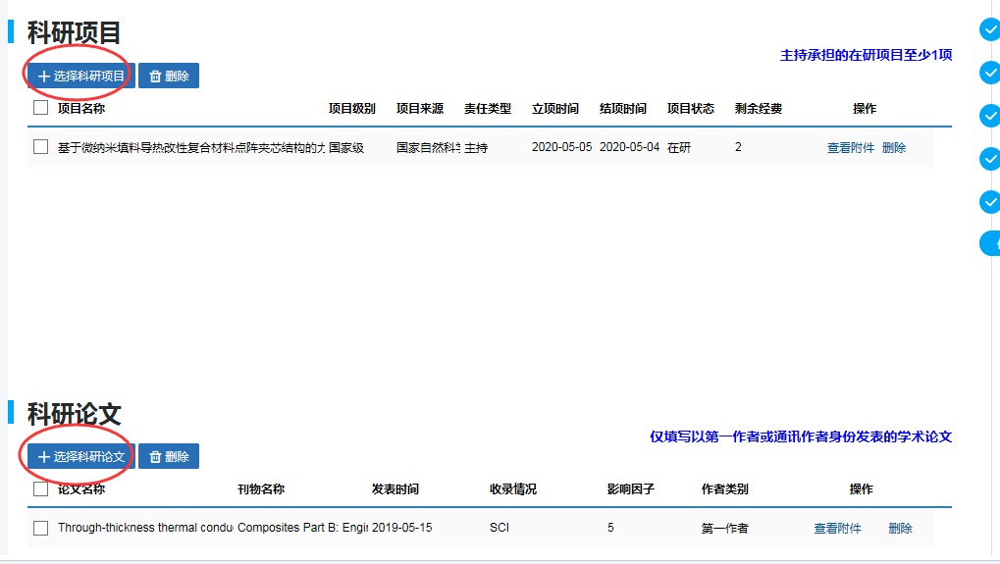 科研项目
主持承担的在研项目至少1项
选择科研项目 删除
项目名称 项目级别 项目来源 责任类型 立项时间 结项时间 项目状态 剩余经费 操作
基于微纳米填料导热改性复合材料点阵夹芯结构的力 国家级 国家自然科学 主持 2020-05-05 2020-05-04 在研 2 查看附件 删除
科研论文
仅填写以第一作者或通讯作者身份发表的学术论文
选择科研论文 删除
论文名称 刊物名称 发表时间 收录情况 影响因子 作者类别 操作
Through-thickness thermal condu Composites Part B: Engir 2019-05-15 SCI 5 第一作者 查看附件 删除